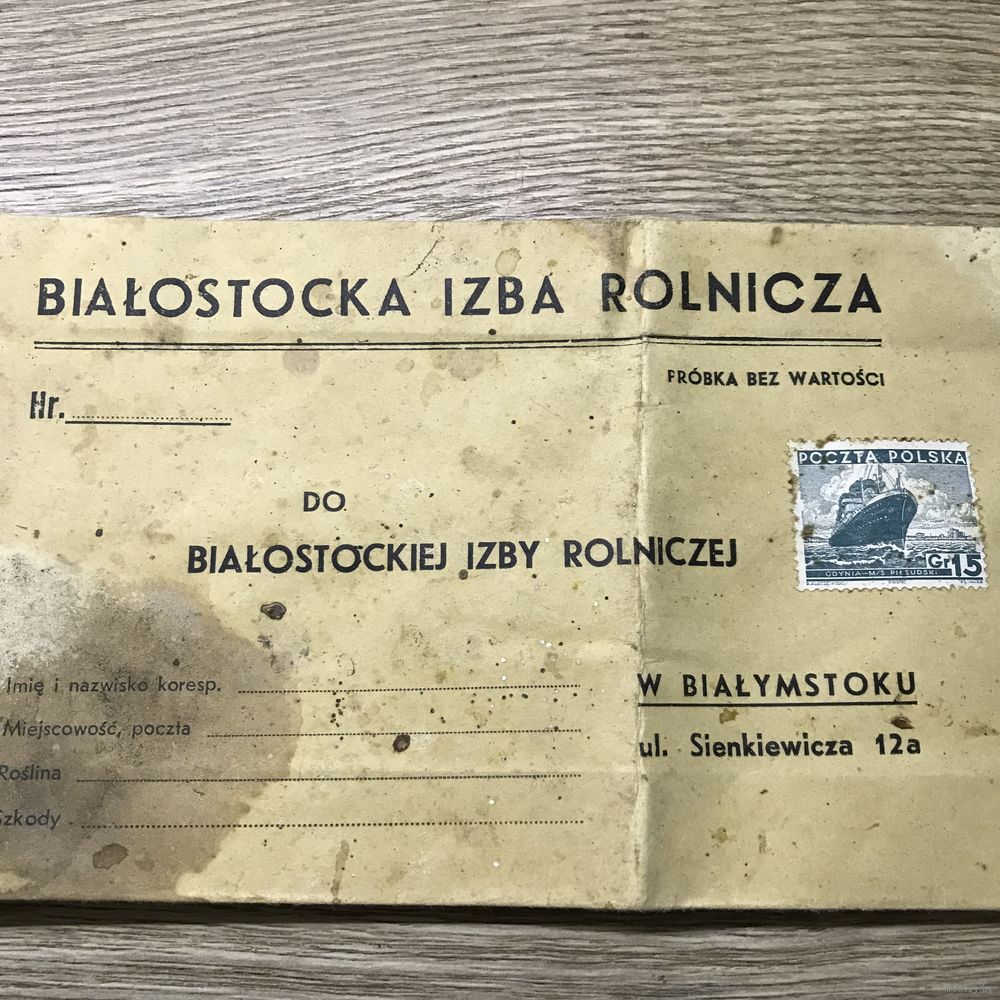 BIAŁOSTOCKA IZBA ROLNICZA
PRÓBKA BEZ WARTOŚCI
Nr.
POCZTA POLSKA
Gr 15
GDYNIA—M/S PIŁSUDSKI
DO
BIAŁOSTOCKIEJ IZBY ROLNICZEJ
W BIAŁYMSTOKU
ul. Sienkiewicza 12a
Imię i nazwisko koresp.
Miejscowość, poczta
Roślina
Szkody